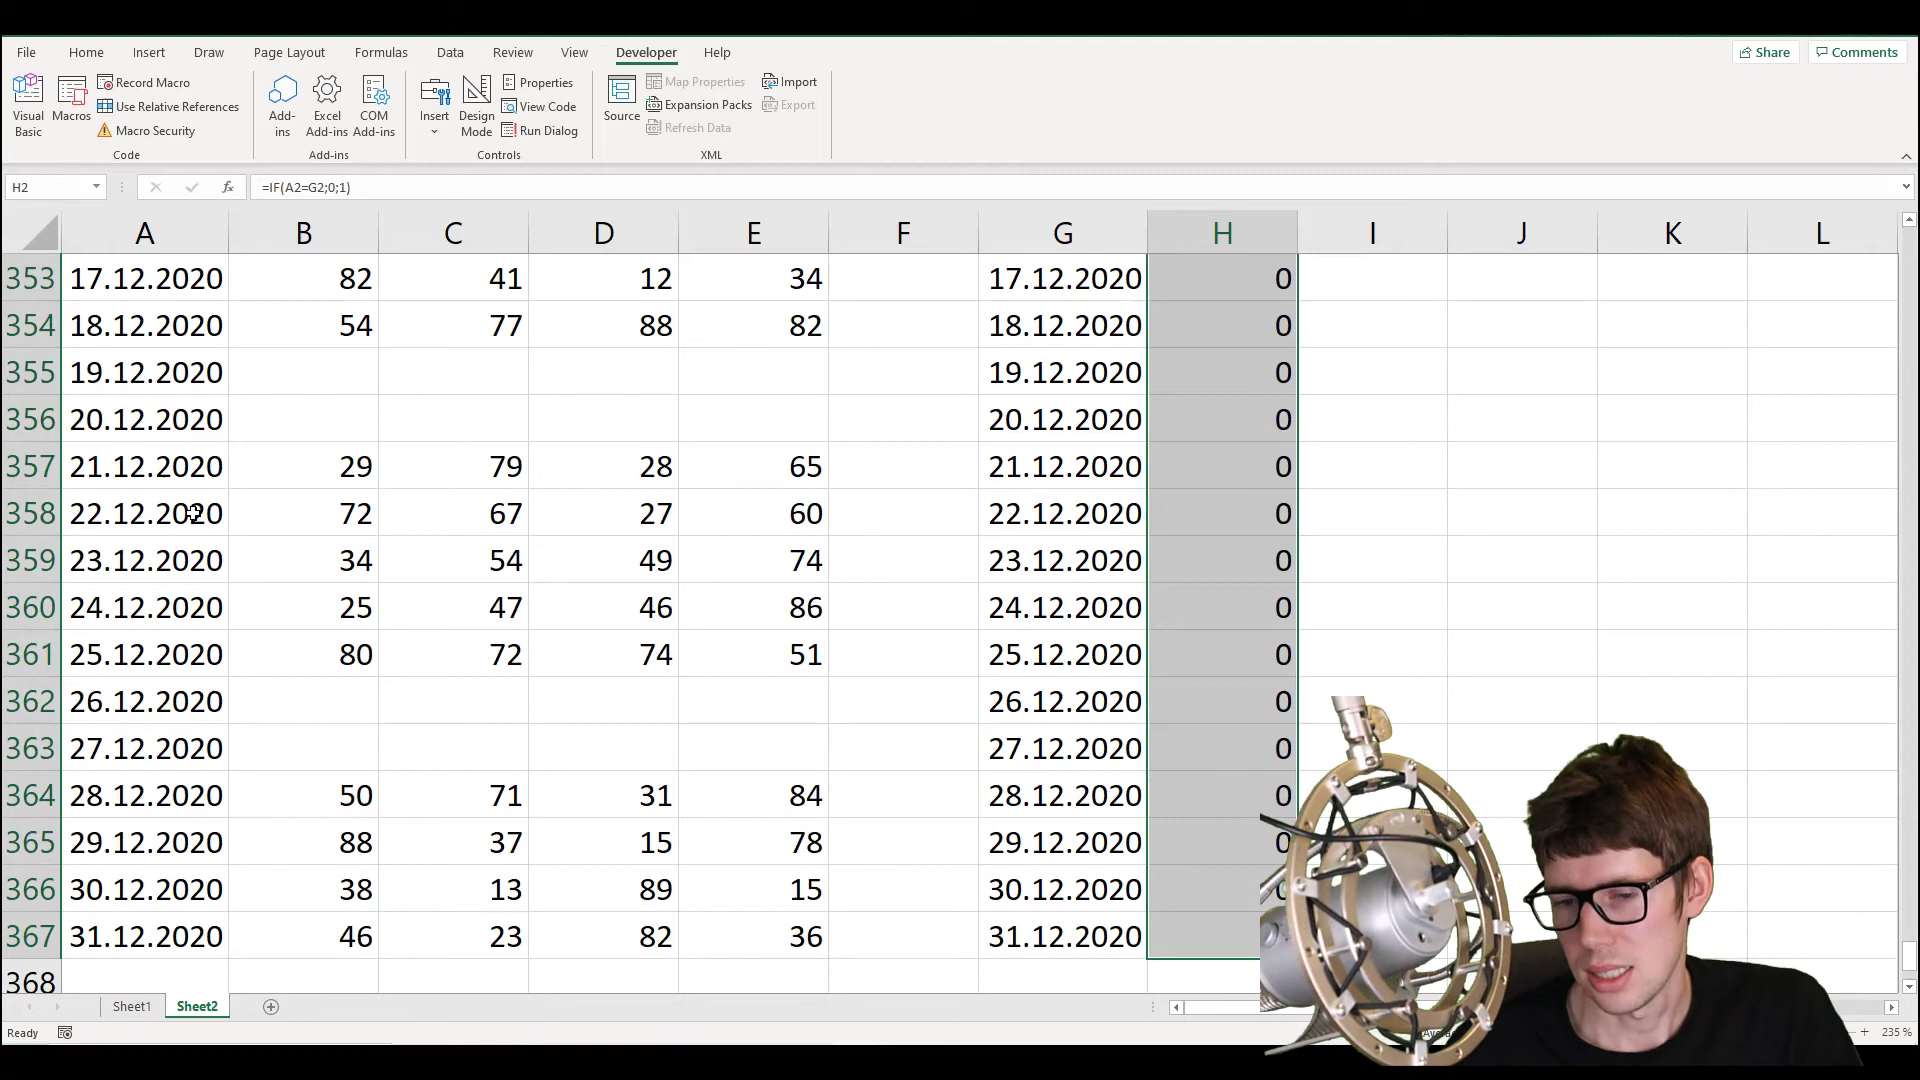 File Home Insert Draw Page Layout Formulas Data Review View Developer Help Share Comments
Visual Basic Macros Record Macro Use Relative References Macro Security Code
Add-ins Excel Add-ins COM Add-ins Add-ins
Insert Design Mode Properties View Code Run Dialog Controls
Source Map Properties Expansion Packs Refresh Data Import Export XML
H2 fx =IF(A2=G2;0;1)
A B C D E F G H I J K L
353 17.12.2020 82 41 12 34 17.12.2020 0
354 18.12.2020 54 77 88 82 18.12.2020 0
355 19.12.2020 19.12.2020 0
356 20.12.2020 20.12.2020 0
357 21.12.2020 29 79 28 65 21.12.2020 0
358 22.12.2020 72 67 27 60 22.12.2020 0
359 23.12.2020 34 54 49 74 23.12.2020 0
360 24.12.2020 25 47 46 86 24.12.2020 0
361 25.12.2020 80 72 74 51 25.12.2020 0
362 26.12.2020 26.12.2020 0
363 27.12.2020 27.12.2020 0
364 28.12.2020 50 71 31 84 28.12.2020 0
365 29.12.2020 88 37 15 78 29.12.2020 0
366 30.12.2020 38 13 89 15 30.12.2020 0
367 31.12.2020 46 23 82 36 31.12.2020
368
Sheet1 Sheet2
Ready 235 %